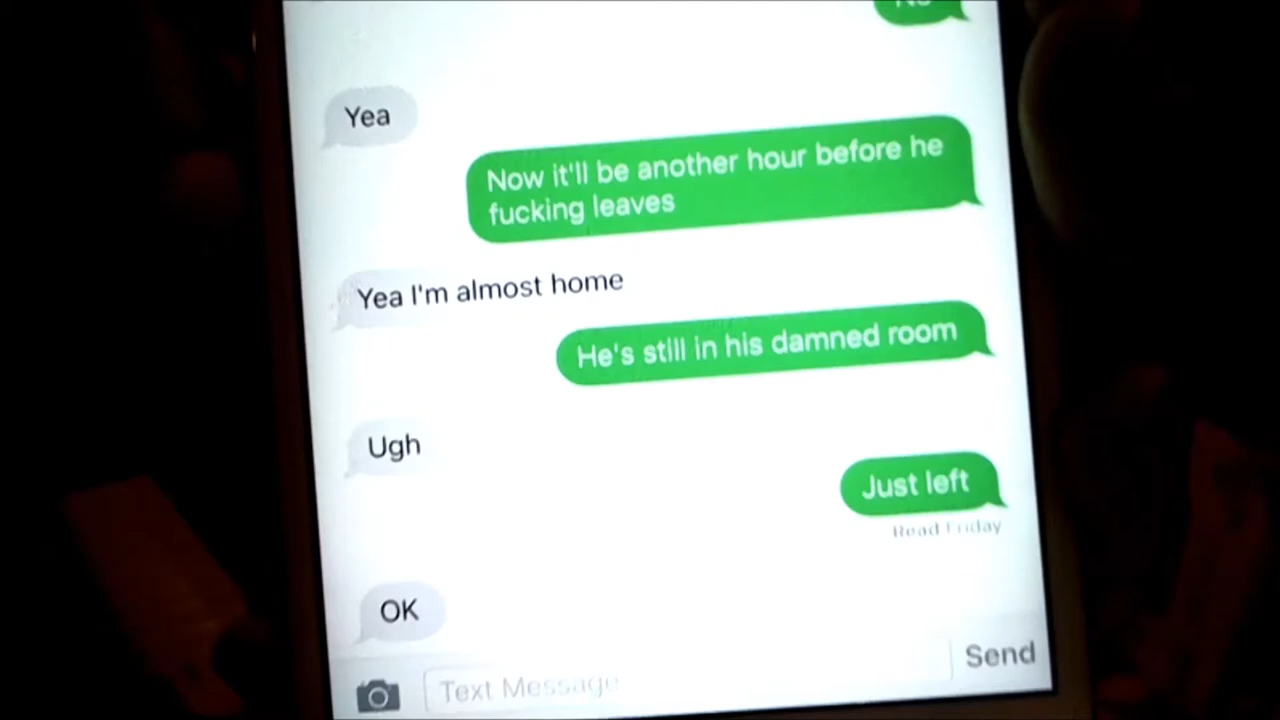 No
Yea
Now it'll be another hour before he
fucking leaves
Yea I'm almost home
He's still in his damned room
Ugh
Just left
Read Friday
OK
Text Message
Send